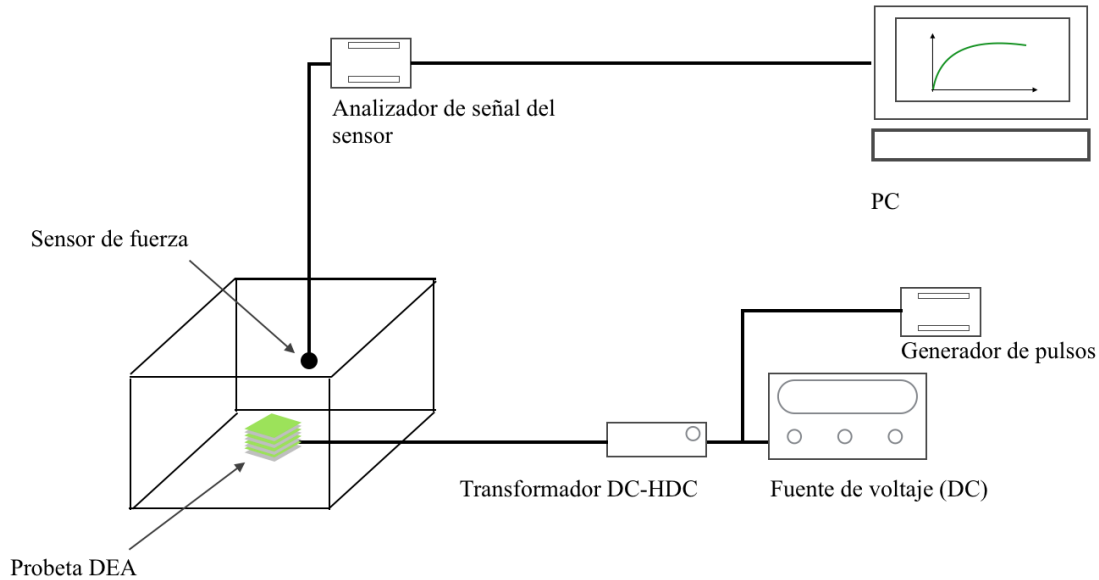 Analizador de señal del
sensor
PC
Sensor de fuerza
Generador de pulsos
Transformador DC-HDC
Fuente de voltaje (DC)
Probeta DEA